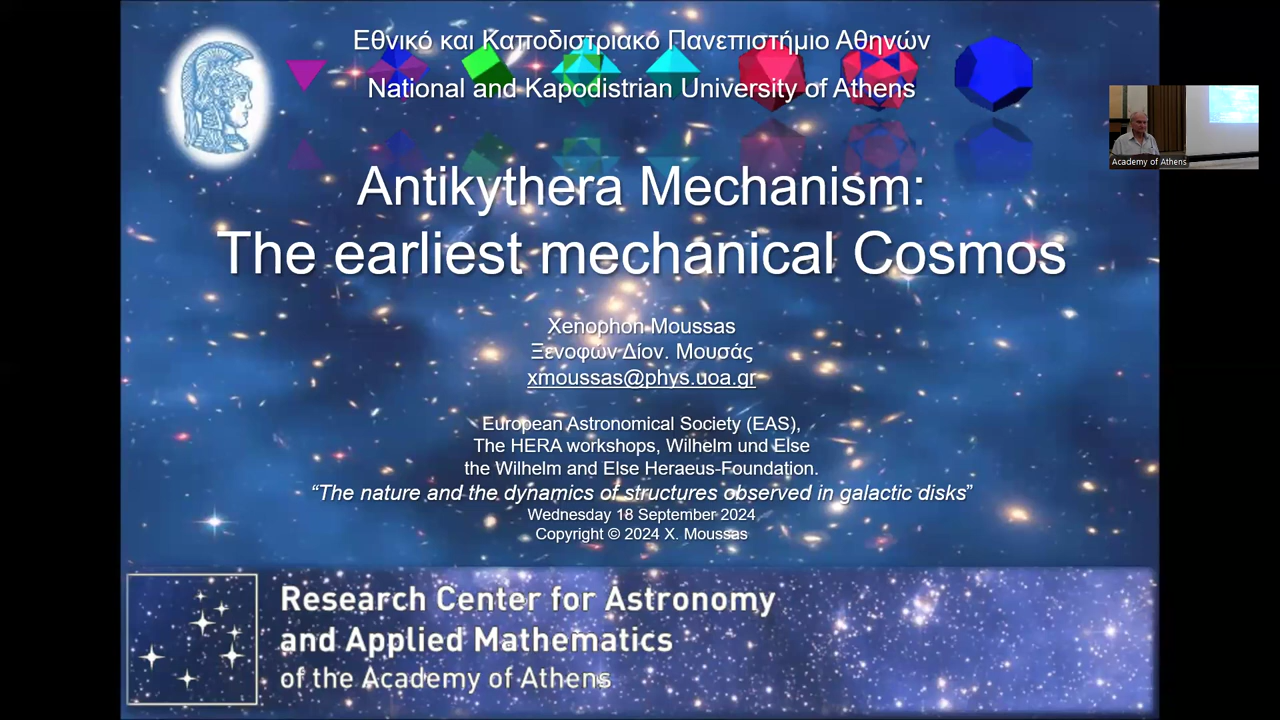 Εθνικό και Καποδιστριακό Πανεπιστήμιο Αθηνών
National and Kapodistrian University of Athens
Antikythera Mechanism:
The earliest mechanical Cosmos
Xenophon Moussas
Ξενοφών Δίον. Μουσάς
xmoussas@phys.uoa.gr
European Astronomical Society (EAS),
The HERA workshops, Wilhelm und Else
the Wilhelm and Else Heraeus-Foundation.
“The nature and the dynamics of structures observed in galactic disks”
Wednesday 18 September 2024
Copyright © 2024 X. Moussas
Research Center for Astronomy
and Applied Mathematics
of the Academy of Athens
Academy of Athens